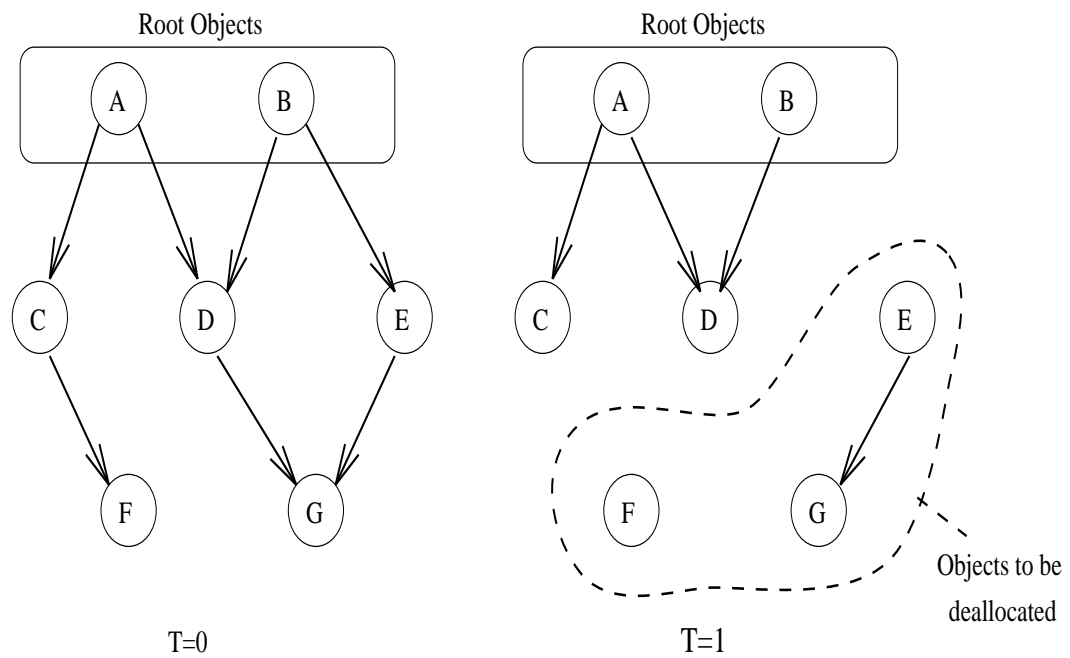 Root Objects
A
B
C
D
E
F
G
T=0
Root Objects
A
B
C
D
E
F
G
Objects to be
deallocated
T=1